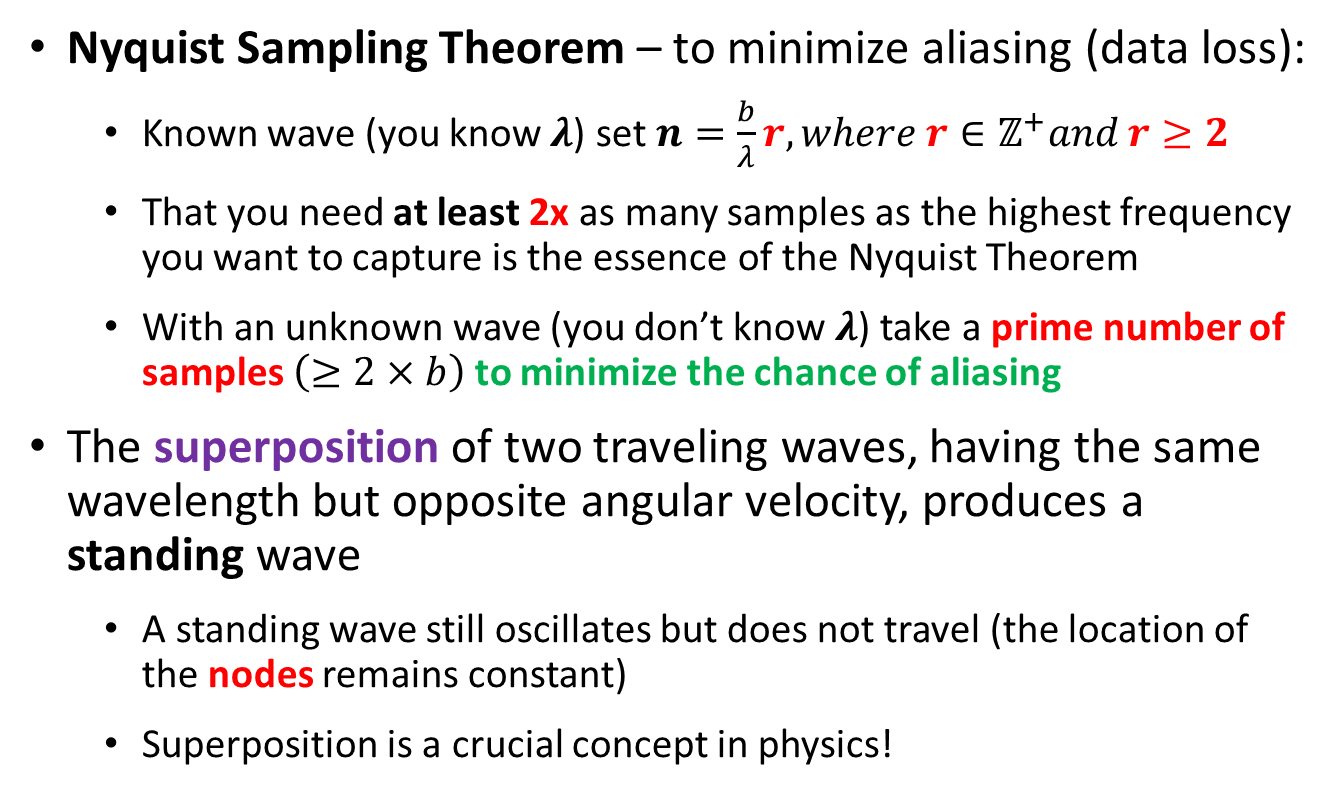 • Nyquist Sampling Theorem – to minimize aliasing (data loss):
• Known wave (you know λ) set n = b/λ r, where r ∈ ℤ⁺ and r ≥ 2
• That you need at least 2x as many samples as the highest frequency
you want to capture is the essence of the Nyquist Theorem
• With an unknown wave (you don’t know λ) take a prime number of
samples (≥ 2 × b) to minimize the chance of aliasing
• The superposition of two traveling waves, having the same
wavelength but opposite angular velocity, produces a
standing wave
• A standing wave still oscillates but does not travel (the location of
the nodes remains constant)
• Superposition is a crucial concept in physics!